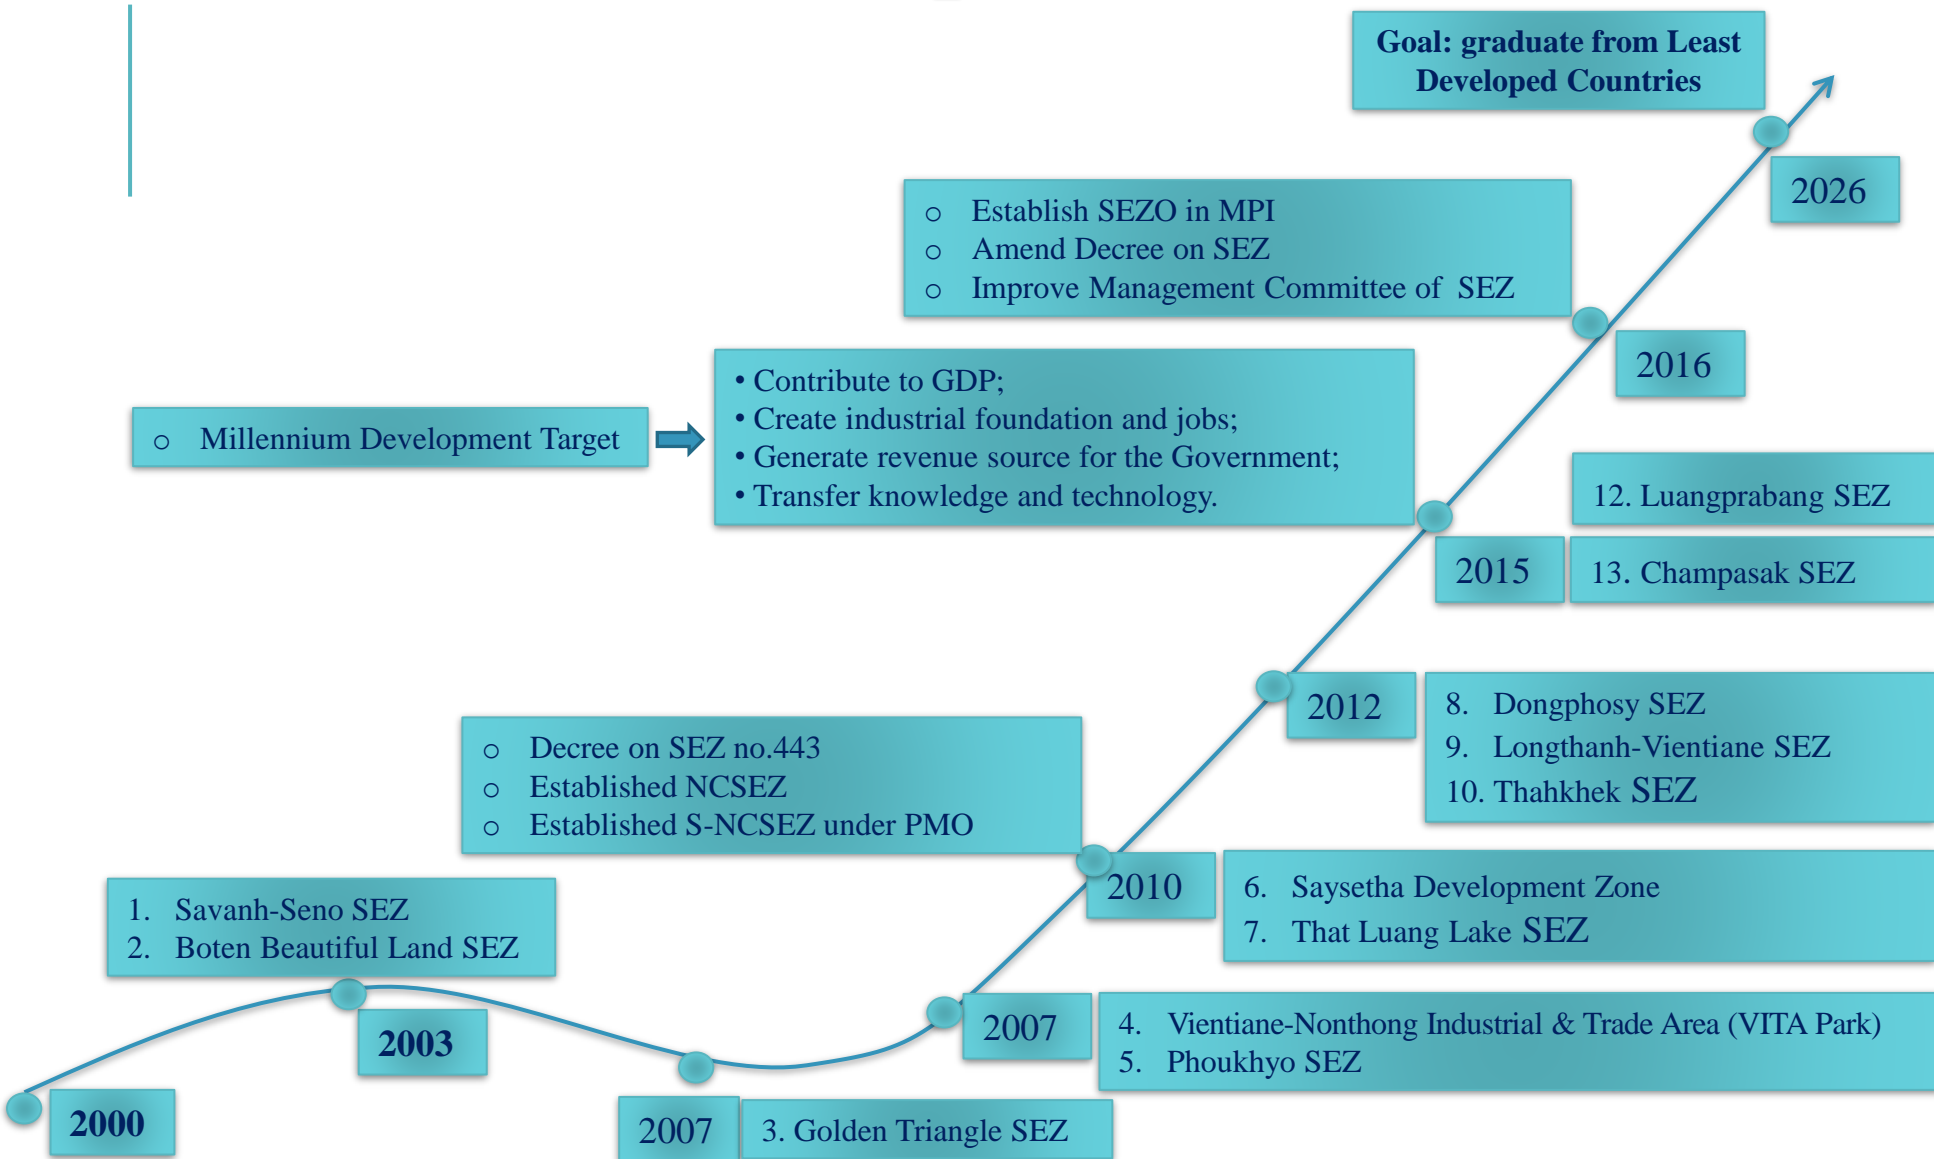 Goal: graduate from Least
Developed Countries
2026
o Establish SEZO in MPI
o Amend Decree on SEZ
o Improve Management Committee of SEZ
2016
o Millennium Development Target
• Contribute to GDP;
• Create industrial foundation and jobs;
• Generate revenue source for the Government;
• Transfer knowledge and technology.
12. Luangprabang SEZ
2015
13. Champasak SEZ
2012
8. Dongphosy SEZ
9. Longthanh-Vientiane SEZ
10. Thahkhek SEZ
o Decree on SEZ no.443
o Established NCSEZ
o Established S-NCSEZ under PMO
2010
6. Saysetha Development Zone
7. That Luang Lake SEZ
1. Savanh-Seno SEZ
2. Boten Beautiful Land SEZ
2003
2007
4. Vientiane-Nonthong Industrial & Trade Area (VITA Park)
5. Phoukhyo SEZ
2000
2007
3. Golden Triangle SEZ